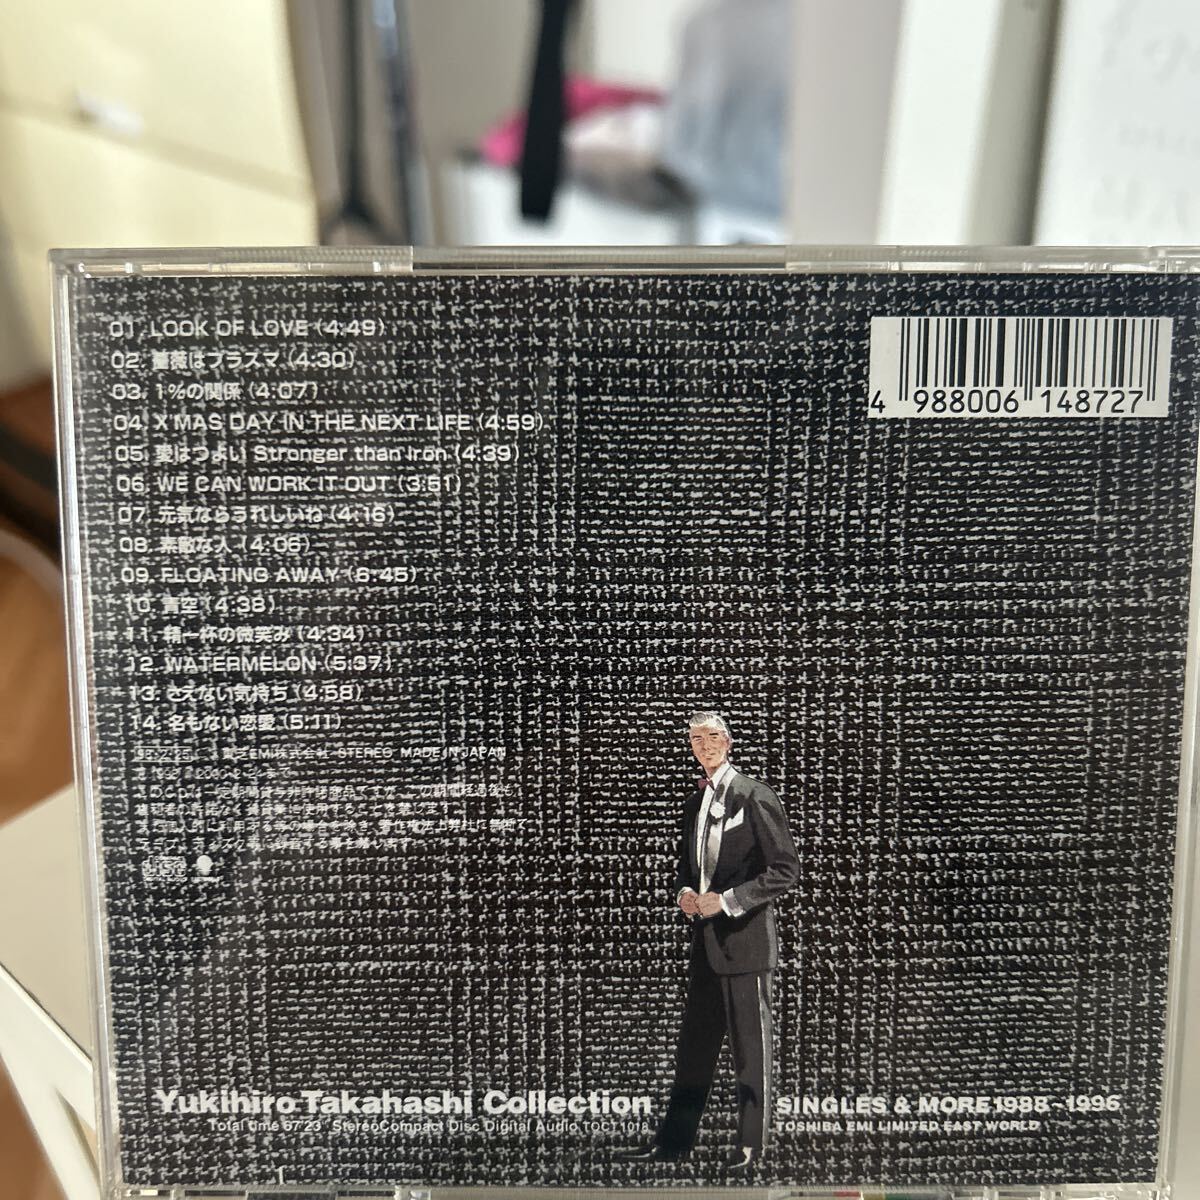 01. LOOK OF LOVE (4:49)
02. 薔薇はプラズマ (4:30)
03. 1%の関係 (4:07)
04. X'MAS DAY IN THE NEXT LIFE (4:59)
05. 愛はつよい Stronger than Iron (4:39)
06. WE CAN WORK IT OUT (3:51)
07. 元気ならうれしいね (4:16)
08. 素敵な人 (4:06)
09. FLOATING AWAY (6:45)
10. 青空 (4:38)
11. 精一杯の微笑み (4:34)
12. WATERMELON (5:37)
13. さえない気持ち (4:58)
14. 名もない恋愛 (5:11)
東芝EMI株式会社 STEREO MADE IN JAPAN
4 988006 148727
Yukihiro Takahashi Collection
Total time 67'23" Stereo Compact Disc Digital Audio TOCT 1018
SINGLES & MORE 1988~1996
TOSHIBA EMI LIMITED EAST WORLD